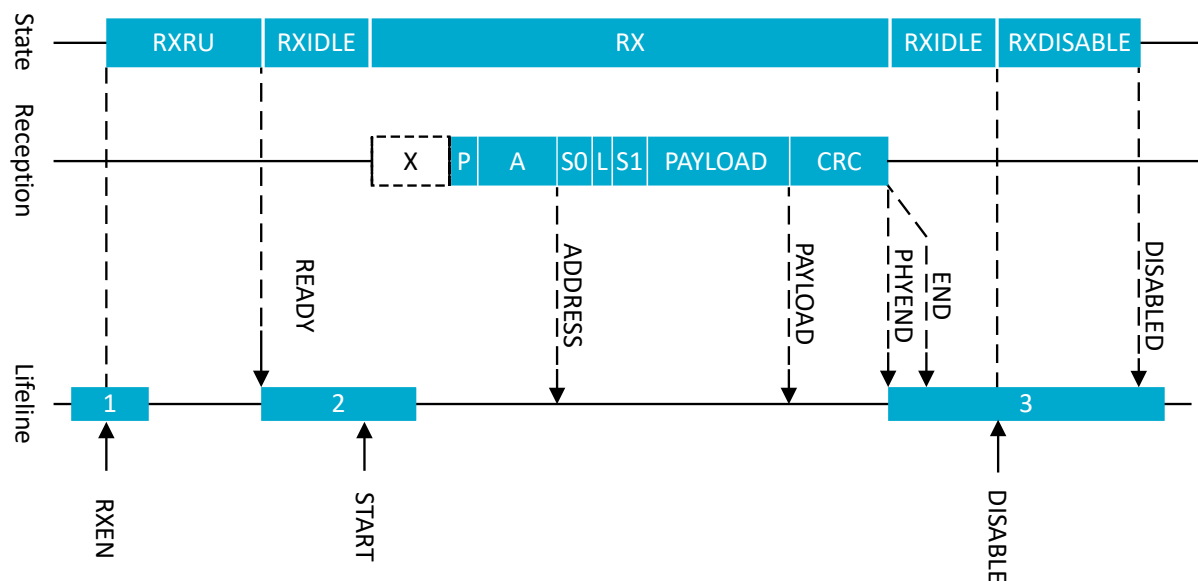 State
RXRU
RXIDLE
RX
RXIDLE
RXDISABLE
Reception
X
P
A
S0
L
S1
PAYLOAD
CRC
READY
ADDRESS
PAYLOAD
PHYEND
END
DISABLED
Lifeline
1
2
3
RXEN
START
DISABLE